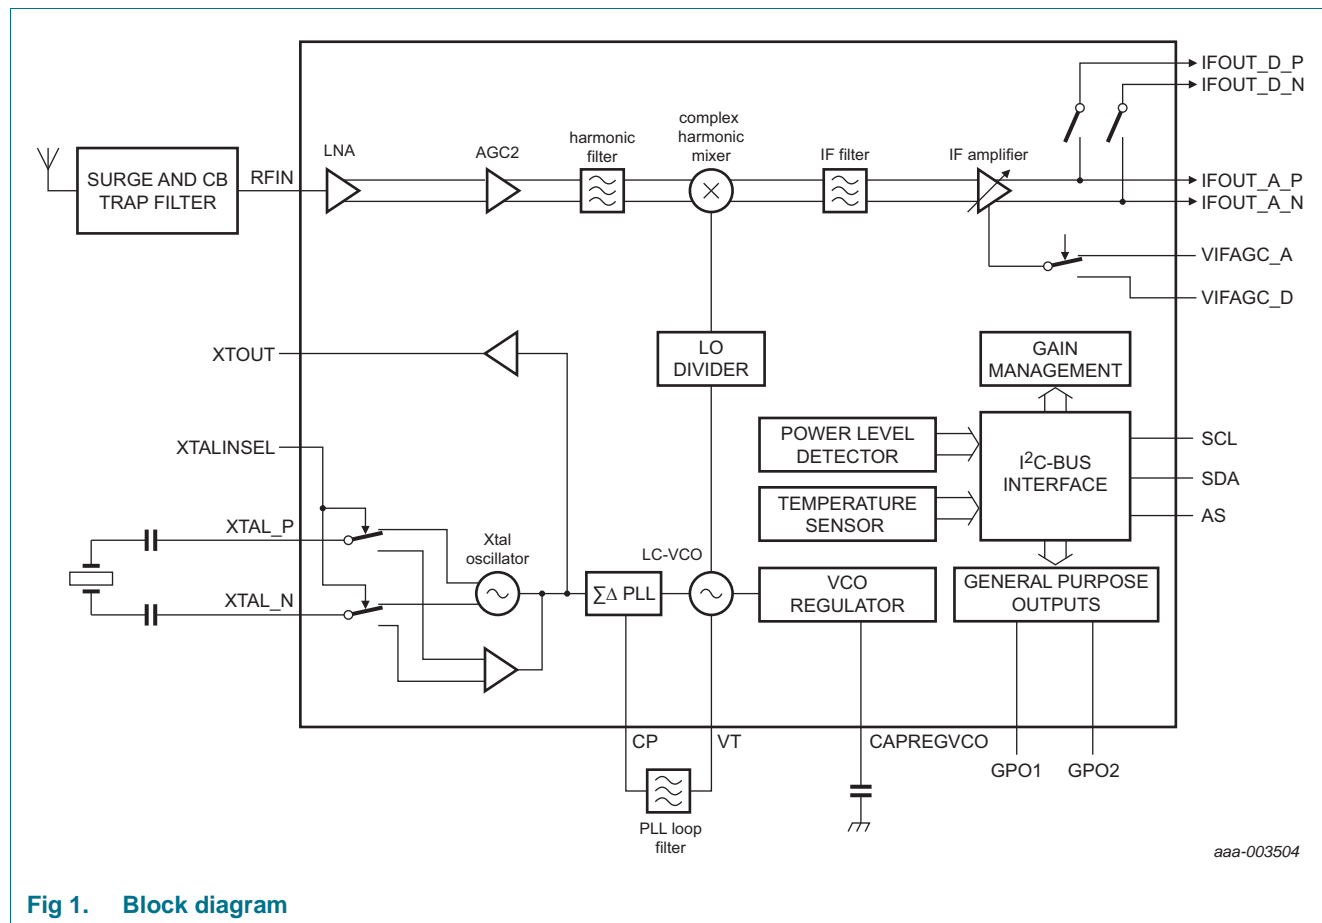 IFOUT_D_P
IFOUT_D_N
complex
harmonic
mixer
harmonic
filter
LNA
AGC2
IF filter
IF amplifier
SURGE AND CB
TRAP FILTER
RFIN
IFOUT_A_P
IFOUT_A_N
VIFAGC_A
VIFAGC_D
XTOUT
LO
DIVIDER
GAIN
MANAGEMENT
XTALINSEL
POWER LEVEL
DETECTOR
I2C-BUS
INTERFACE
SCL
SDA
AS
TEMPERATURE
SENSOR
XTAL_P
Xtal
oscillator
LC-VCO
XTAL_N
∑Δ PLL
VCO
REGULATOR
GENERAL PURPOSE
OUTPUTS
CP
VT
CAPREGVCO
GPO1
GPO2
PLL loop
filter
aaa-003504
Fig 1. Block diagram